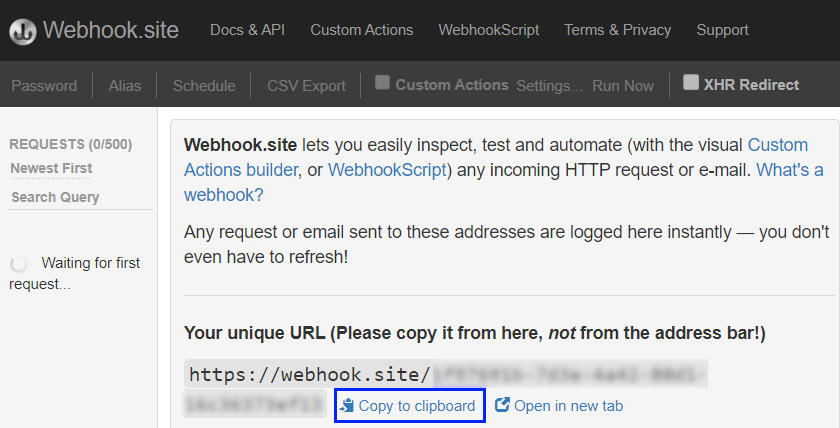 Webhook.site Docs & API Custom Actions WebhookScript Terms & Privacy Support
Password Alias Schedule CSV Export Custom Actions Settings... Run Now XHR Redirect
REQUESTS (0/500)
Newest First
Search Query
Waiting for first
request...
Webhook.site lets you easily inspect, test and automate (with the visual Custom
Actions builder, or WebhookScript) any incoming HTTP request or e-mail. What's a
webhook?
Any request or email sent to these addresses are logged here instantly — you don't
even have to refresh!
Your unique URL (Please copy it from here, not from the address bar!)
https://webhook.site/
Copy to clipboard Open in new tab